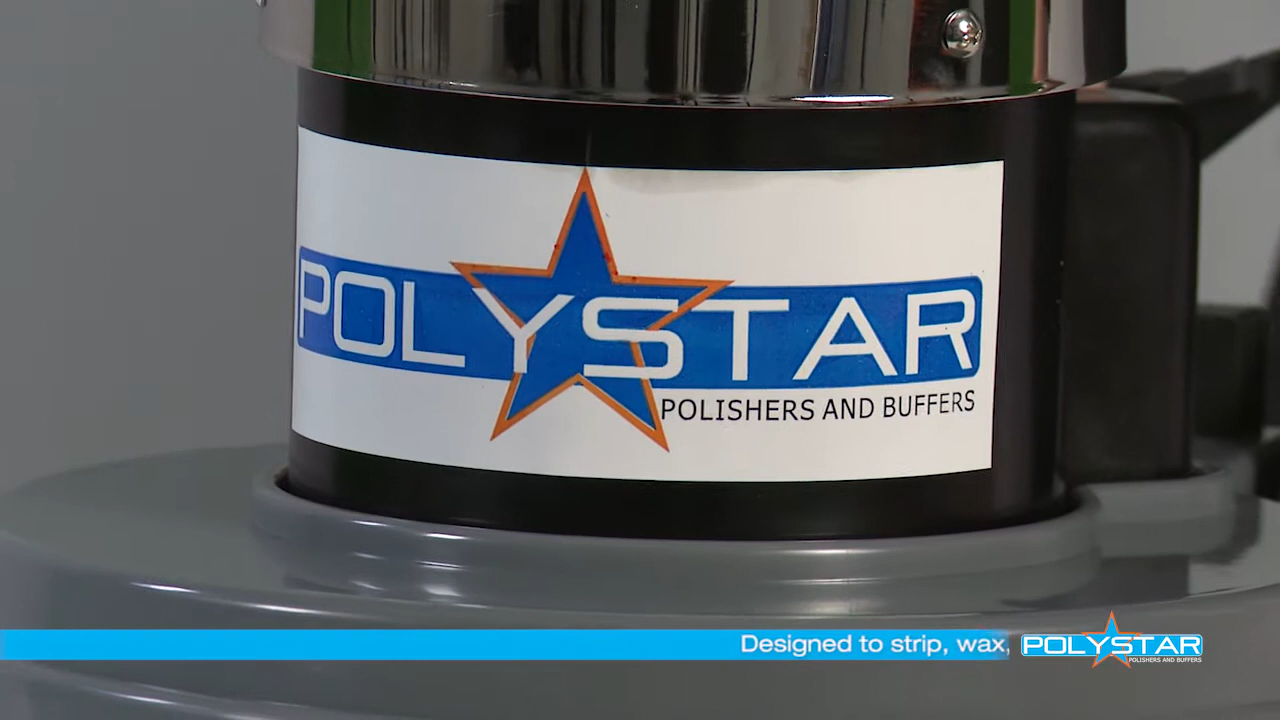 POLYSTAR
POLISHERS AND BUFFERS
Designed to strip, wax,
POLYSTAR
POLISHERS AND BUFFERS